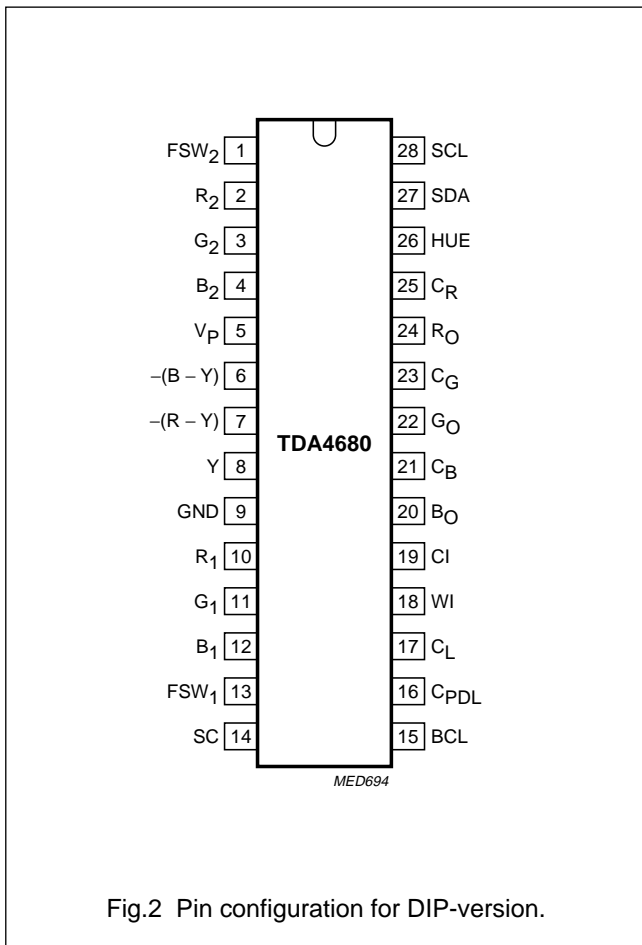 FSW2 1 28 SCL
R2 2 27 SDA
G2 3 26 HUE
B2 4 25 CR
VP 5 24 RO
−(B − Y) 6 23 CG
−(R − Y) 7 22 GO
TDA4680
Y 8 21 CB
GND 9 20 BO
R1 10 19 CI
G1 11 18 WI
B1 12 17 CL
FSW1 13 16 CPDL
SC 14 15 BCL
MED694
Fig.2 Pin configuration for DIP-version.